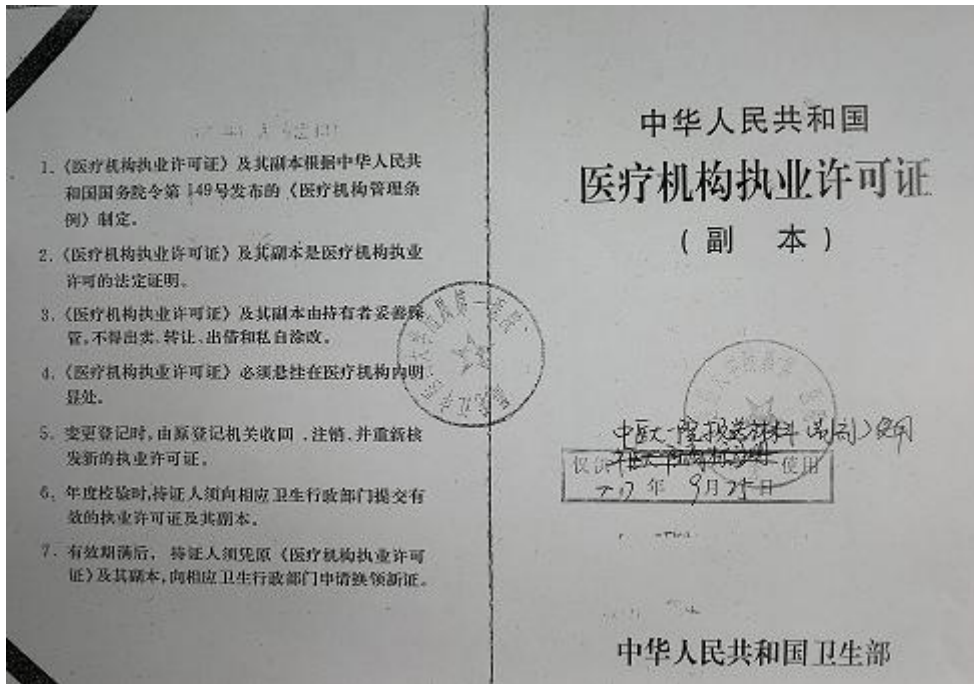 1.《医疗机构执业许可证》及其副本根据中华人民共
和国国务院令第149号发布的《医疗机构管理条
例》制定。
2.《医疗机构执业许可证》及其副本是医疗机构执业
许可的法定证明。
3.《医疗机构执业许可证》及其副本由持有者妥善保
管,不得出卖、转让、出借和私自涂改。
4.《医疗机构执业许可证》必须悬挂在医疗机构内明
显处。
5.变更登记时,由原登记机关收回、注销,并重新核
发新的执业许可证。
6.年度校验时,持证人须向相应卫生行政部门提交有
效的执业许可证及其副本。
7.有效期满后,持证人须凭原《医疗机构执业许可
证》及其副本,向相应卫生行政部门申请换领新证。
中华人民共和国
医疗机构执业许可证
(副 本)
使用
仅供 使用
年 9月25日
中华人民共和国卫生部